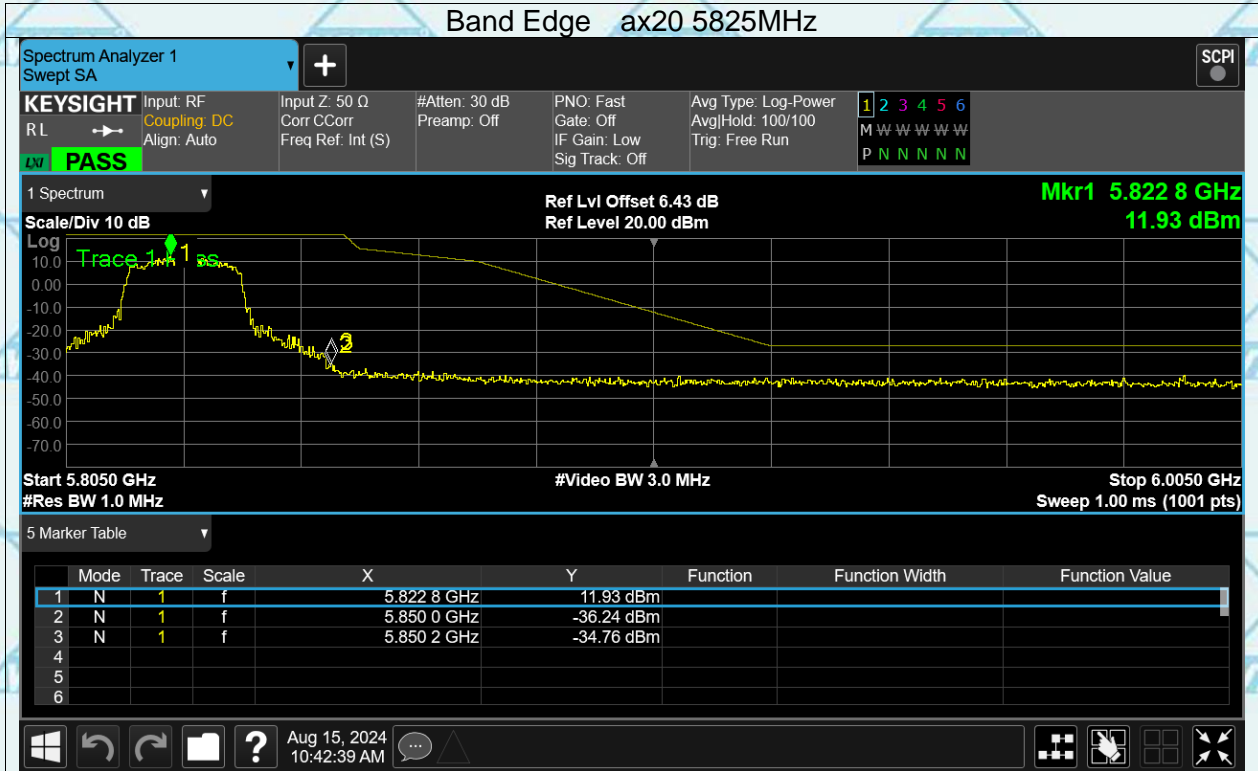 Band Edge ax20 5825MHz
Spectrum Analyzer 1
Swept SA
+
SCPI
KEYSIGHT
RL
LXI PASS
Input: RF
Coupling: DC
Align: Auto
Input Z: 50 Ω
Corr CCorr
Freq Ref: Int (S)
#Atten: 30 dB
Preamp: Off
PNO: Fast
Gate: Off
IF Gain: Low
Sig Track: Off
Avg Type: Log-Power
Avg|Hold: 100/100
Trig: Free Run
1 2 3 4 5 6
M W W W W W
P N N N N N
1 Spectrum
Scale/Div 10 dB
Ref Lvl Offset 6.43 dB
Ref Level 20.00 dBm
Mkr1 5.822 8 GHz
11.93 dBm
Log
Trace 1
1
10.0
0.00
-10.0
-20.0
-30.0
-40.0
-50.0
-60.0
-70.0
Start 5.8050 GHz
#Video BW 3.0 MHz
Stop 6.0050 GHz
#Res BW 1.0 MHz
Sweep 1.00 ms (1001 pts)
5 Marker Table
Mode Trace Scale X Y Function Function Width Function Value
1 N 1 f 5.822 8 GHz 11.93 dBm
2 N 1 f 5.850 0 GHz -36.24 dBm
3 N 1 f 5.850 2 GHz -34.76 dBm
4
5
6
?
Aug 15, 2024
10:42:39 AM